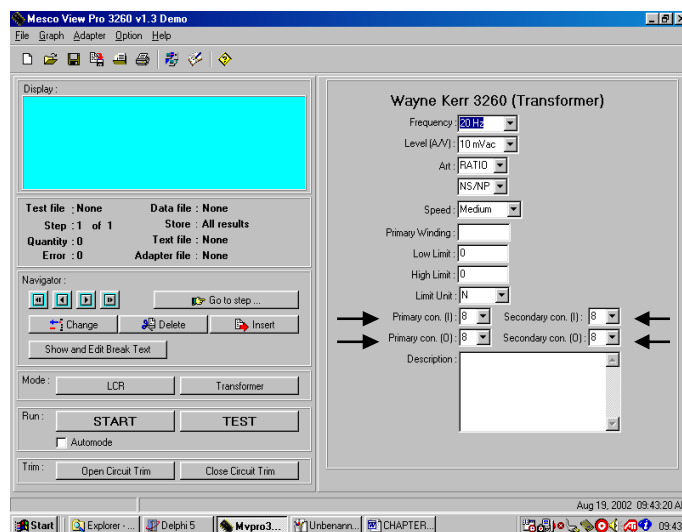 Mesco View Pro 3260 v1.3 Demo
File Graph Adapter Option Help
Display :
Test file : None Data file : None
Step : 1 of 1 Store : All results
Quantity : 0 Text file : None
Error : 0 Adapter file : None
Navigator :
Go to step ...
Change Delete Insert
Show and Edit Break Text
Mode : LCR Transformer
Run : START TEST
Automode
Trim : Open Circuit Trim Close Circuit Trim
Wayne Kerr 3260 (Transformer)
Frequency : 20 Hz
Level (A/V) : 10 mVac
Art : RATIO
NS/NP
Speed : Medium
Primary Winding :
Low Limit : 0
High Limit : 0
Limit Unit : N
Primary con. (I) : 8 Secondary con. (I) : 8
Primary con. (O) : 8 Secondary con. (O) : 8
Description :
Aug 19, 2002 09:43:20 A
Start Explorer - ... Delphi 5 Mvpro3... Unbenann... CHAPTER... 09:43